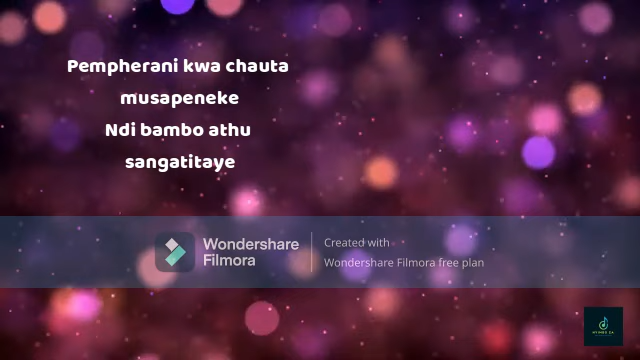 Pempherani kwa chauta
musapeneke
Ndi bambo athu
sangatitaye
Wondershare
Filmora
Created with
Wondershare Filmora free plan